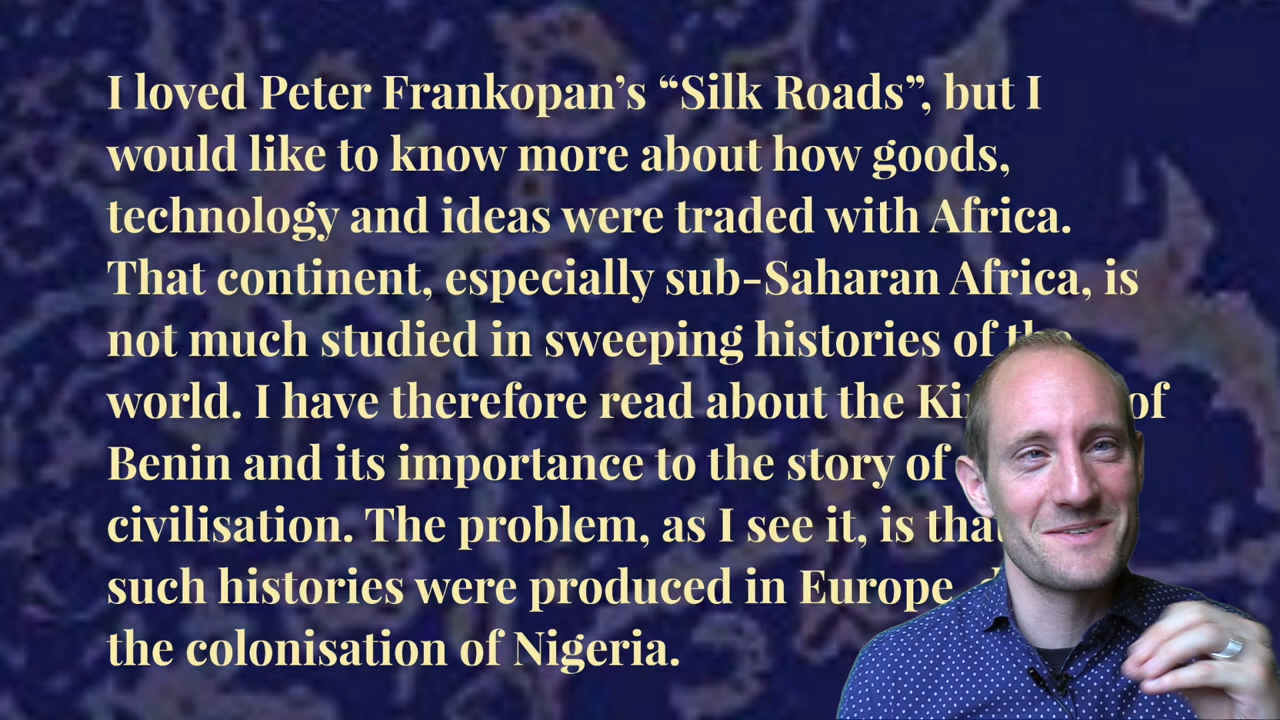 I loved Peter Frankopan’s “Silk Roads”, but I
would like to know more about how goods,
technology and ideas were traded with Africa.
That continent, especially sub-Saharan Africa, is
not much studied in sweeping histories of the
world. I have therefore read about the of
Benin and its importance to the story of
civilisation. The problem, as I see it, is that
such histories were produced in Europe
the colonisation of Nigeria.